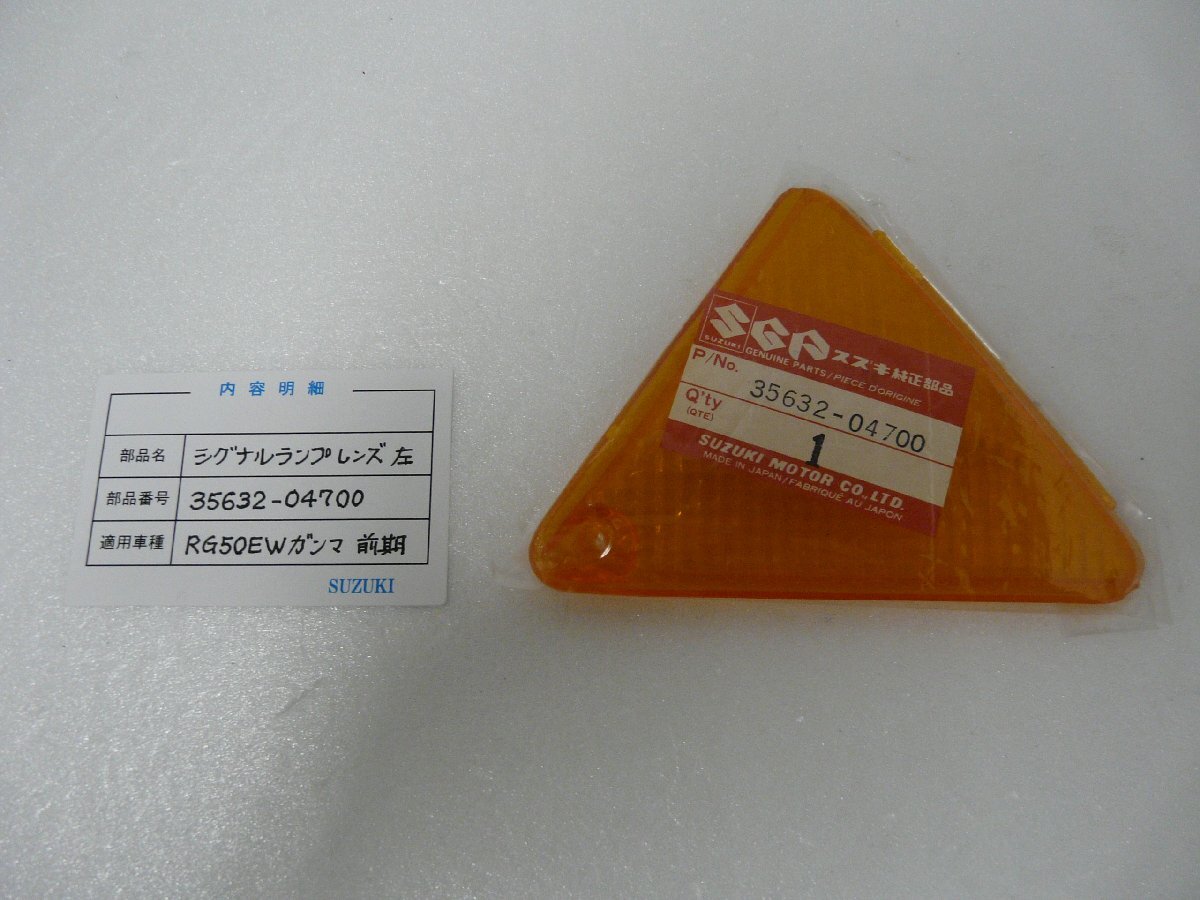 内容明細
部品名 シグナルランプレンズ 左
部品番号 35632-04700
適用車種 RG50EWガンマ 前期
SUZUKI
SUZUKI SGP スズキ純正部品
GENUINE PARTS/PIECE D'ORIGINE
P/No. 35632-04700
Q'ty 1
(QTE)
SUZUKI MOTOR CO.,LTD.
MADE IN JAPAN/FABRIQUÉ AU JAPON